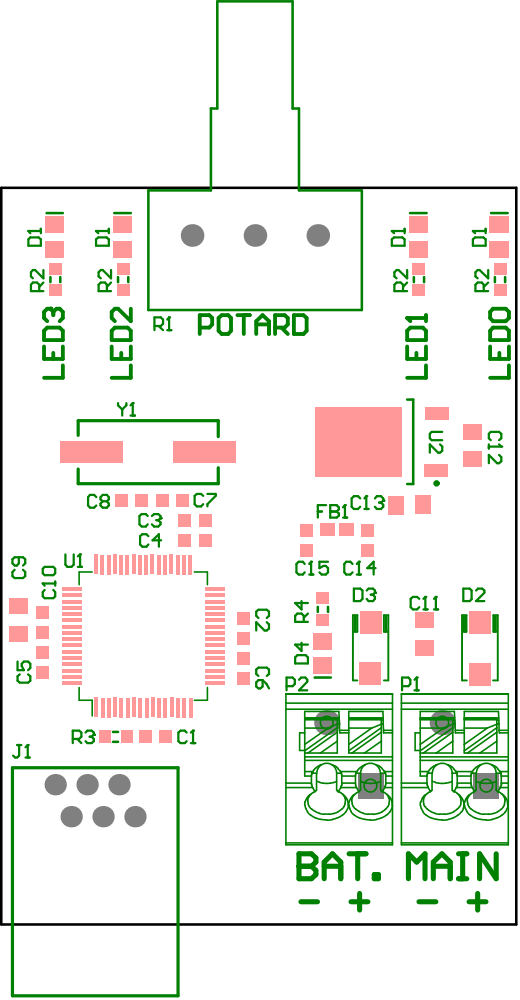 D1
D1
D1
D1
R2
R2
R2
R2
LED3
LED2
R1
POTARD
LED1
LED0
Y1
U2
C12
C8
C7
C3
C4
FB1
C13
U1
C9
C10
C15
C14
C5
C2
C6
R4
D4
D3
C11
D2
P2
P1
R3
C1
J1
BAT. MAIN
- + - +